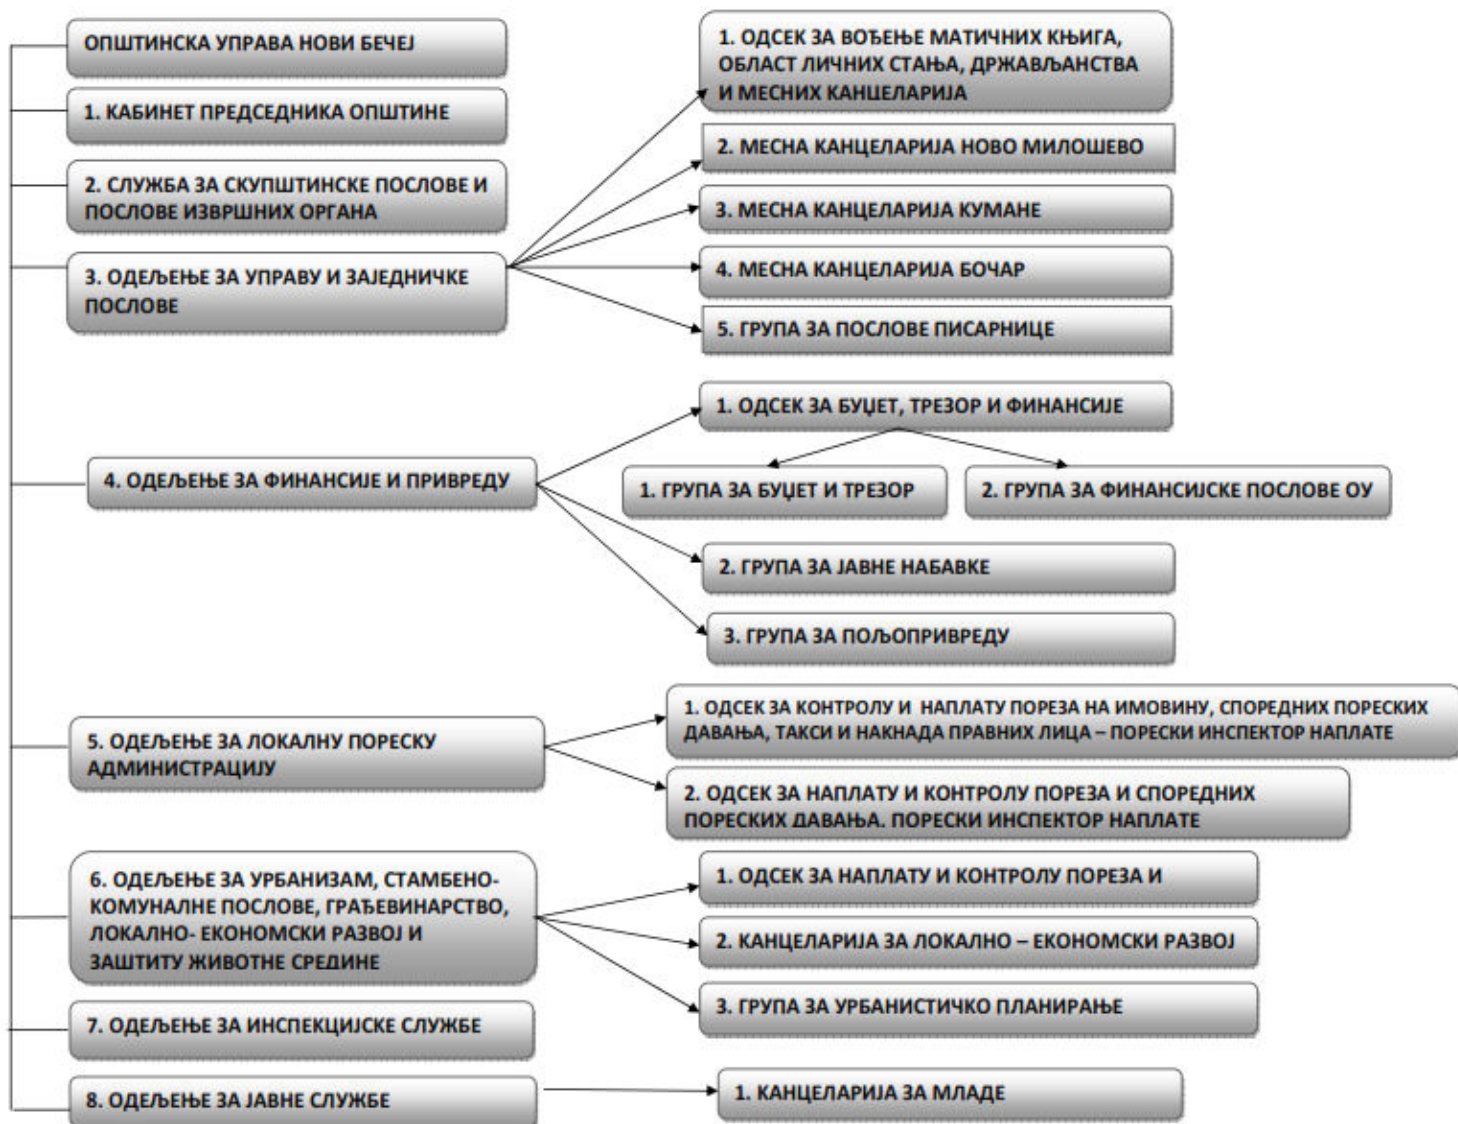 ОПШТИНСКА УПРАВА НОВИ БЕЧЕЈ
1. КАБИНЕТ ПРЕДСЕДНИКА ОПШТИНЕ
2. СЛУЖБА ЗА СКУПШТИНСКЕ ПОСЛОВЕ И
ПОСЛОВЕ ИЗВРШНИХ ОРГАНА
3. ОДЕЉЕЊЕ ЗА УПРАВУ И ЗАЈЕДНИЧКЕ
ПОСЛОВЕ
1. ОДСЕК ЗА ВОЂЕЊЕ МАТИЧНИХ КЊИГА,
ОБЛАСТ ЛИЧНИХ СТАЊА, ДРЖАВЉАНСТВА
И МЕСНИХ КАНЦЕЛАРИЈА
2. МЕСНА КАНЦЕЛАРИЈА НОВО МИЛОШЕВО
3. МЕСНА КАНЦЕЛАРИЈА КУМАНЕ
4. МЕСНА КАНЦЕЛАРИЈА БОЧАР
5. ГРУПА ЗА ПОСЛОВЕ ПИСАРНИЦЕ
4. ОДЕЉЕЊЕ ЗА ФИНАНСИЈЕ И ПРИВРЕДУ
1. ОДСЕК ЗА БУЏЕТ, ТРЕЗОР И ФИНАНСИЈЕ
1. ГРУПА ЗА БУЏЕТ И ТРЕЗОР
2. ГРУПА ЗА ФИНАНСИЈСКЕ ПОСЛОВЕ ОУ
2. ГРУПА ЗА ЈАВНЕ НАБАВКЕ
3. ГРУПА ЗА ПОЉОПРИВРЕДУ
5. ОДЕЉЕЊЕ ЗА ЛОКАЛНУ ПОРЕСКУ
АДМИНИСТРАЦИЈУ
1. ОДСЕК ЗА КОНТРОЛУ И НАПЛАТУ ПОРЕЗА НА ИМОВИНУ, СПОРЕДНИХ ПОРЕСКИХ
ДАВАЊА, ТАКСИ И НАКНАДА ПРАВНИХ ЛИЦА – ПОРЕСКИ ИНСПЕКТОР НАПЛАТЕ
2. ОДСЕК ЗА НАПЛАТУ И КОНТРОЛУ ПОРЕЗА И СПОРЕДНИХ
ПОРЕСКИХ ДАВАЊА. ПОРЕСКИ ИНСПЕКТОР НАПЛАТЕ
6. ОДЕЉЕЊЕ ЗА УРБАНИЗАМ, СТАМБЕНО-
КОМУНАЛНЕ ПОСЛОВЕ, ГРАЂЕВИНАРСТВО,
ЛОКАЛНО- ЕКОНОМСКИ РАЗВОЈ И
ЗАШТИТУ ЖИВОТНЕ СРЕДИНЕ
1. ОДСЕК ЗА НАПЛАТУ И КОНТРОЛУ ПОРЕЗА И
2. КАНЦЕЛАРИЈА ЗА ЛОКАЛНО – ЕКОНОМСКИ РАЗВОЈ
3. ГРУПА ЗА УРБАНИСТИЧКО ПЛАНИРАЊЕ
7. ОДЕЉЕЊЕ ЗА ИНСПЕКЦИЈСКЕ СЛУЖБЕ
8. ОДЕЉЕЊЕ ЗА ЈАВНЕ СЛУЖБЕ
1. КАНЦЕЛАРИЈА ЗА МЛАДЕ